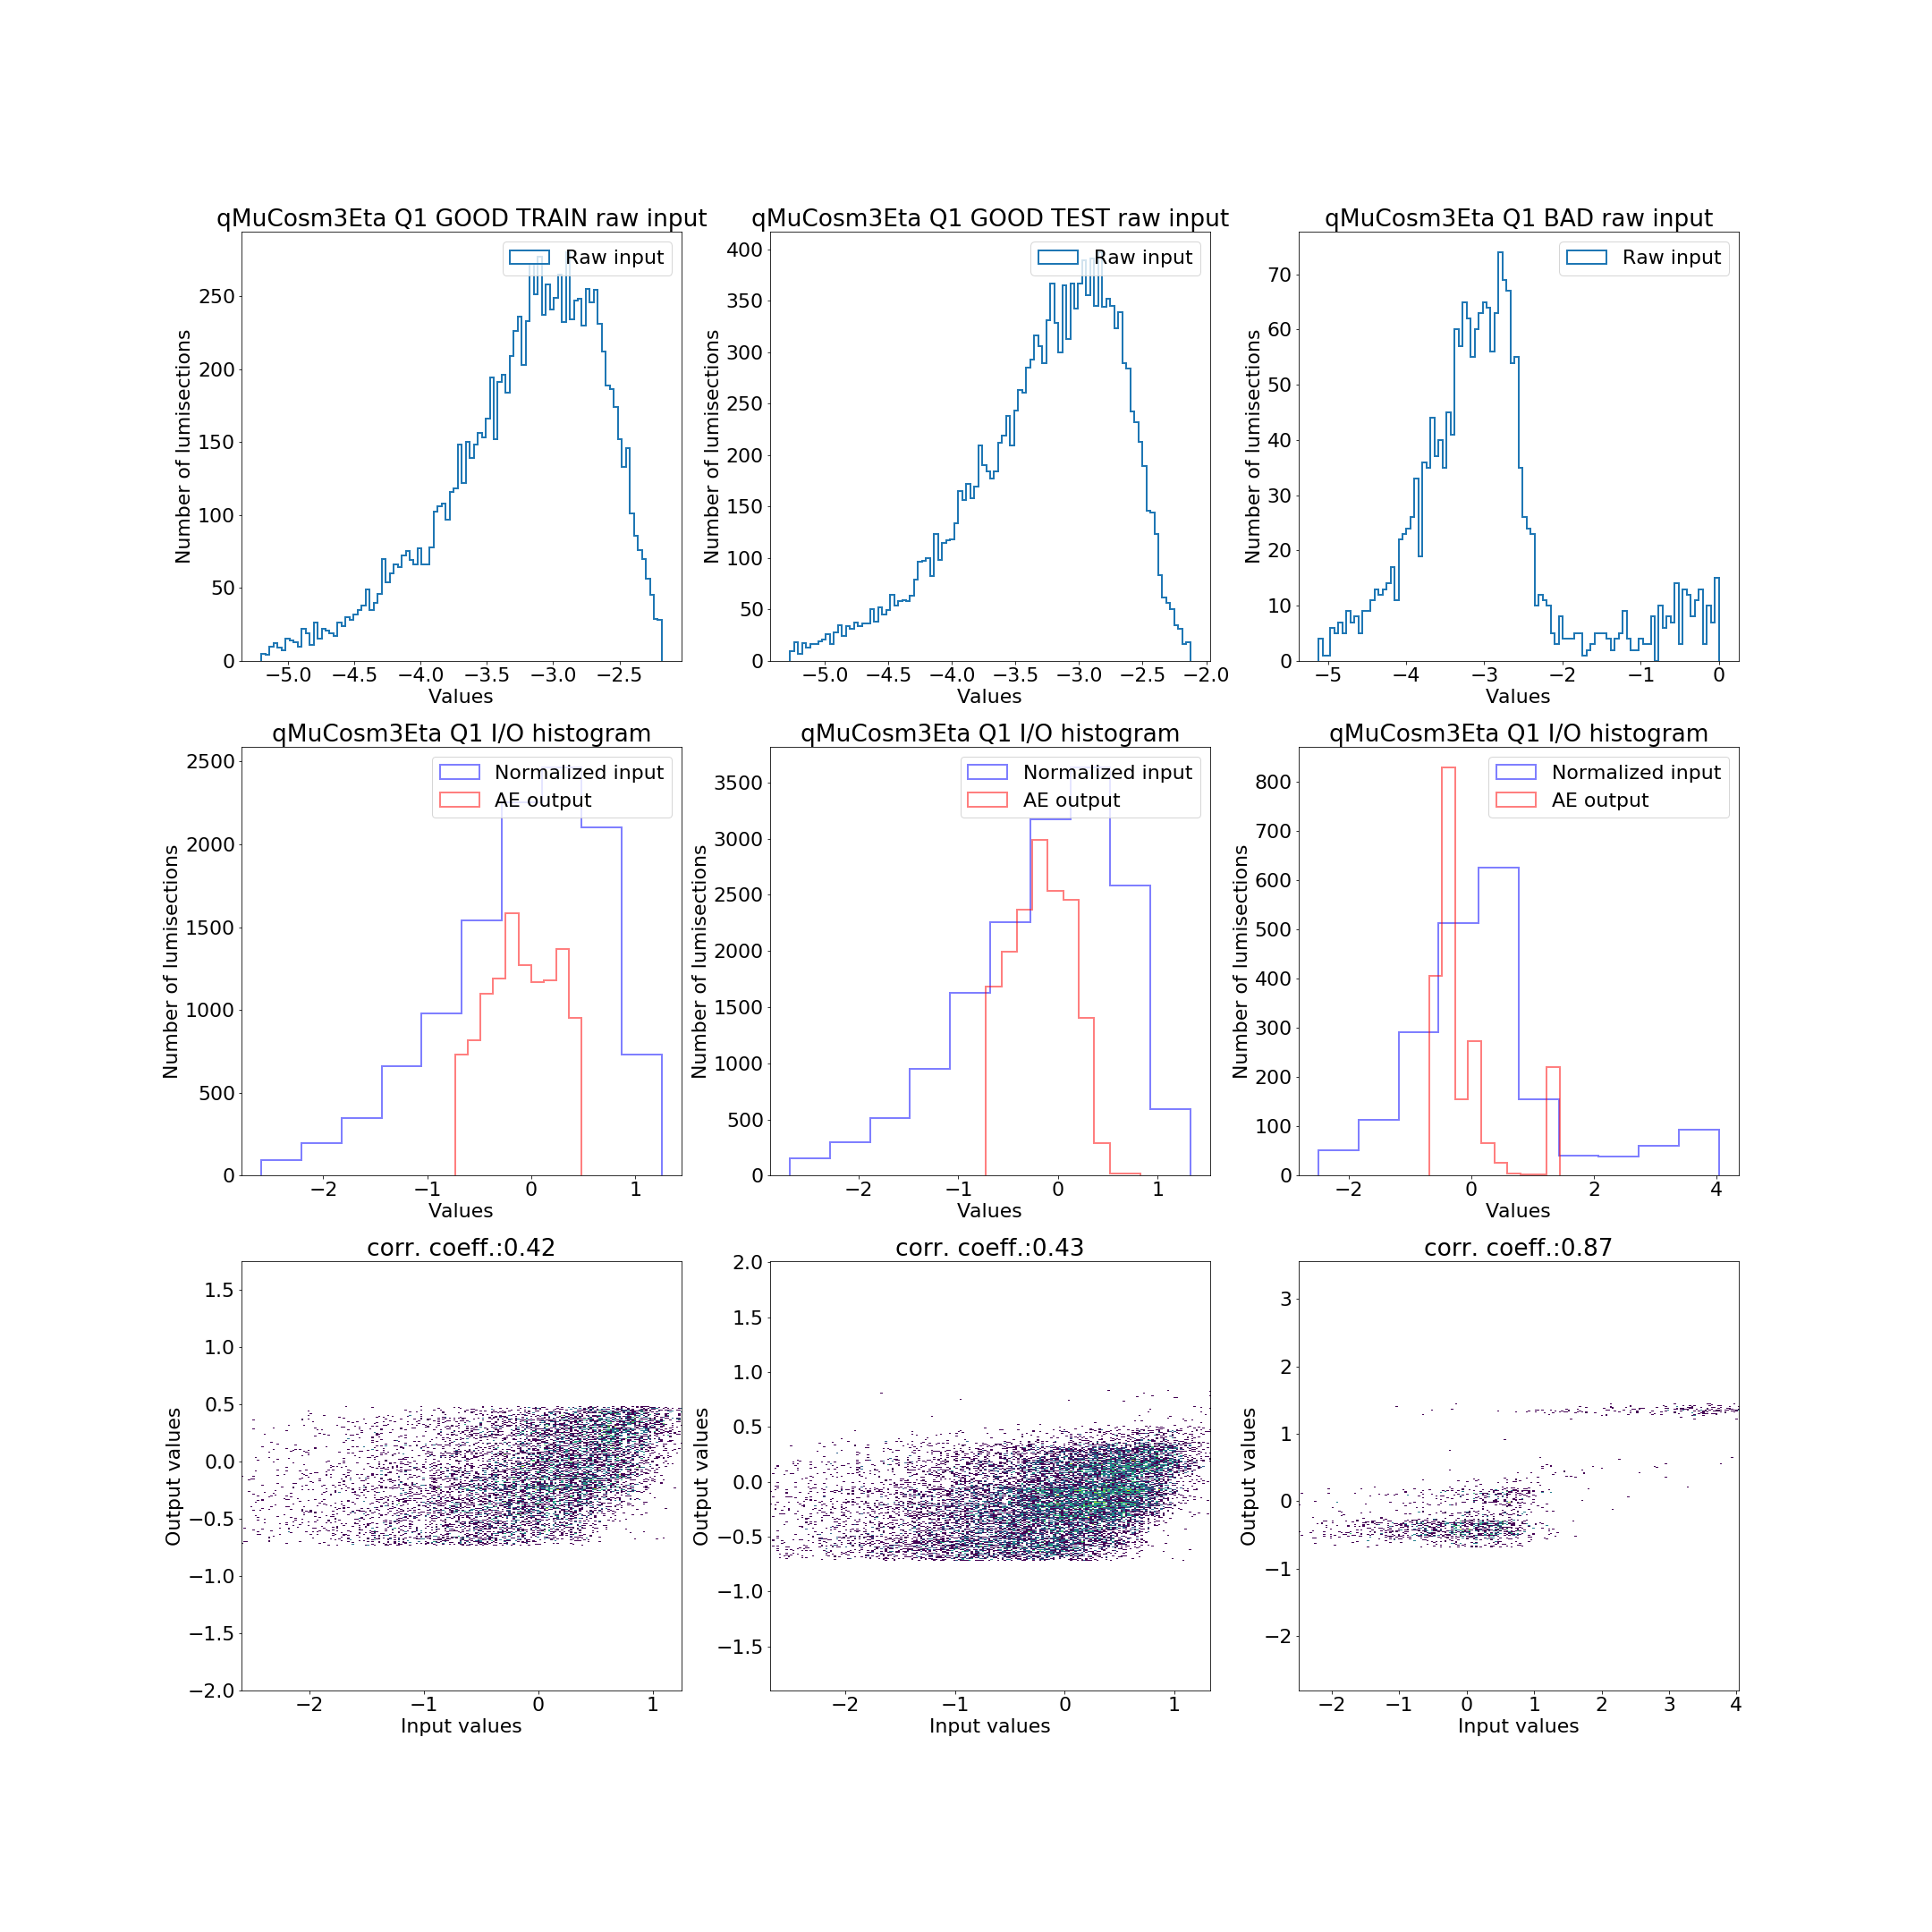 qMuCosm3Eta Q1 GOOD TRAIN raw input
Raw input
Number of lumisections
250
200
150
100
50
0
−5.0 −4.5 −4.0 −3.5 −3.0 −2.5
Values
qMuCosm3Eta Q1 GOOD TEST raw input
Raw input
Number of lumisections
400
350
300
250
200
150
100
50
0
−5.0 −4.5 −4.0 −3.5 −3.0 −2.5 −2.0
Values
qMuCosm3Eta Q1 BAD raw input
Raw input
Number of lumisections
70
60
50
40
30
20
10
0
−5 −4 −3 −2 −1 0
Values
qMuCosm3Eta Q1 I/O histogram
Normalized input
AE output
Number of lumisections
2500
2000
1500
1000
500
0
−2 −1 0 1
Values
qMuCosm3Eta Q1 I/O histogram
Normalized input
AE output
Number of lumisections
3500
3000
2500
2000
1500
1000
500
0
−2 −1 0 1
Values
qMuCosm3Eta Q1 I/O histogram
Normalized input
AE output
Number of lumisections
800
700
600
500
400
300
200
100
0
−2 0 2 4
Values
corr. coeff.:0.42
Output values
1.5
1.0
0.5
0.0
−0.5
−1.0
−1.5
−2.0
−2 −1 0 1
Input values
corr. coeff.:0.43
Output values
2.0
1.5
1.0
0.5
0.0
−0.5
−1.0
−1.5
−2 −1 0 1
Input values
corr. coeff.:0.87
Output values
3
2
1
0
−1
−2
−2 −1 0 1 2 3 4
Input values